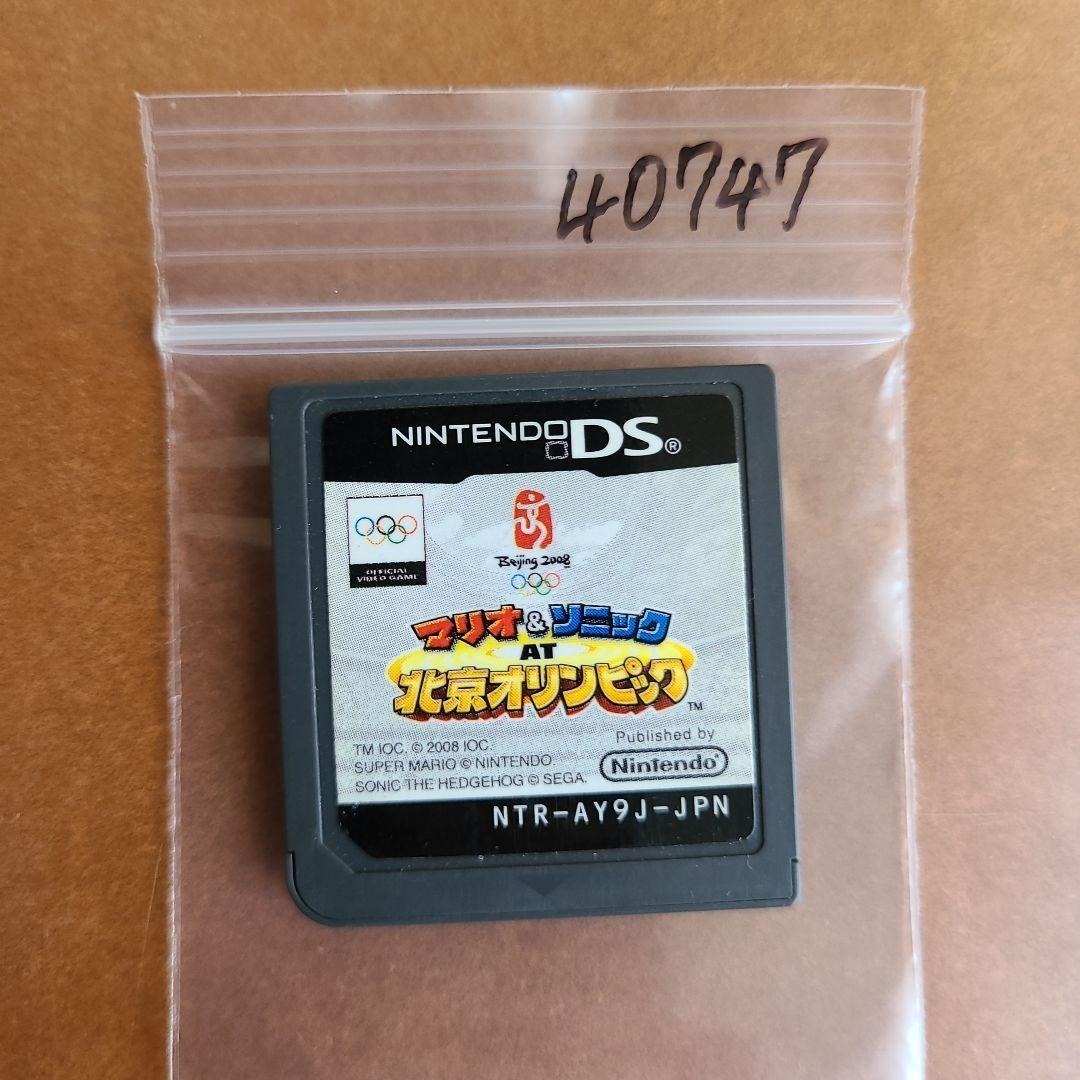 40747
NINTENDO DS®
OFFICIAL
VIDEO GAME
Beijing 2008
マリオ&ソニック
AT
北京オリンピック™
Published by
Nintendo®
TM IOC. © 2008 IOC.
SUPER MARIO © NINTENDO.
SONIC THE HEDGEHOG © SEGA.
NTR-AY9J-JPN